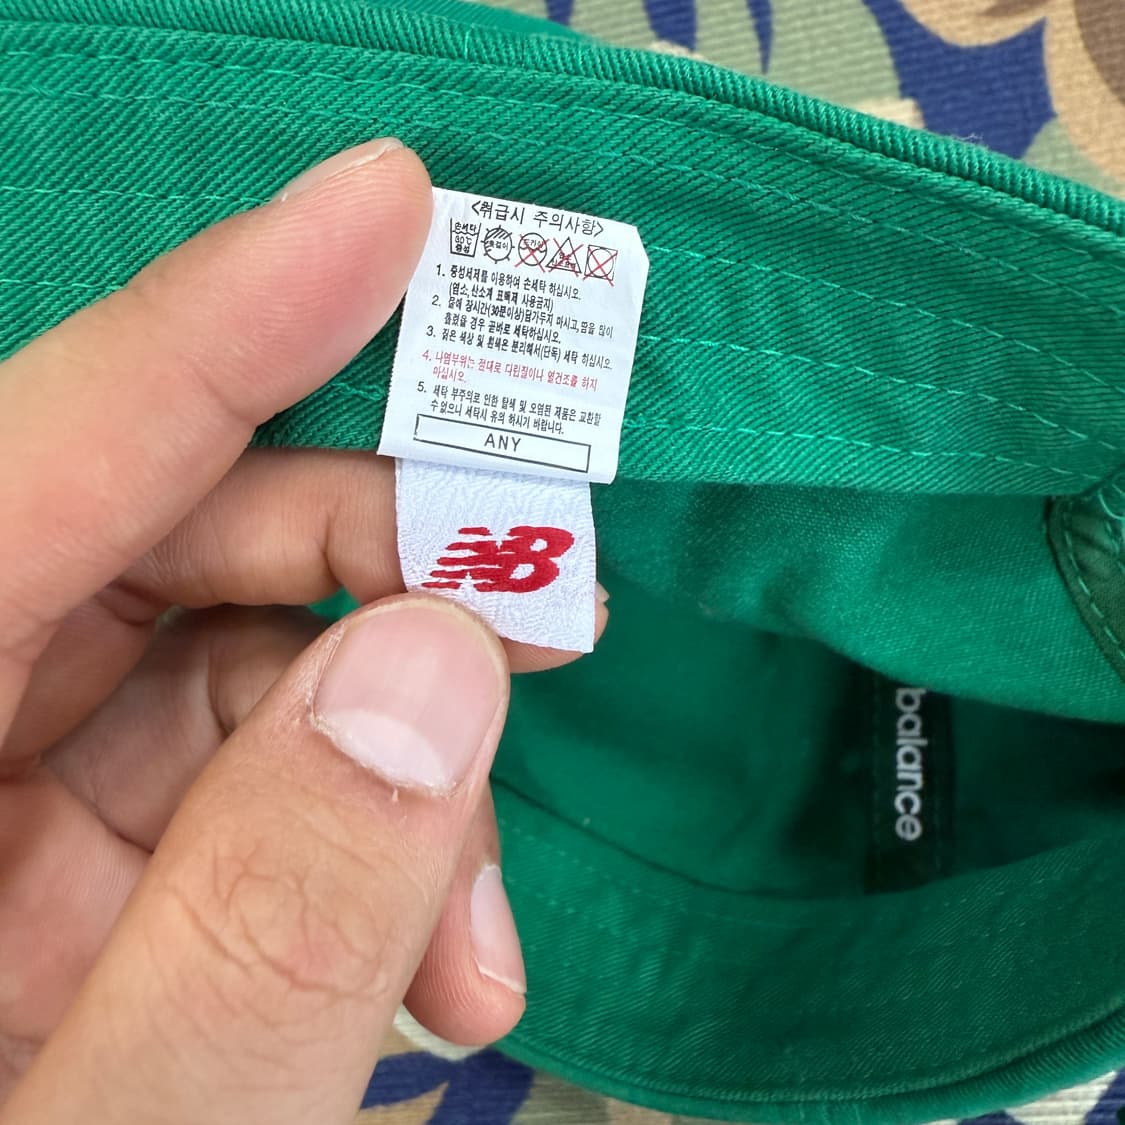 <취급시 주의사항>
손세탁
30℃
중성
1. 중성세제를 이용하여 손세탁 하십시오.
(염소,산소계 표백제 사용금지)
2. 물에 장시간(30분이상)담가두지 마시고,땀을 많이
흘렸을 경우 곧바로 세탁하십시오.
3. 짙은 색상 및 흰색은 분리해서(단독) 세탁 하십시오.
4. 나염부위는 절대로 다림질이나 열건조를 하지
마십시오.
5. 세탁 부주의로 인한 탈색 및 오염된 제품은 교환할
수 없으니 세탁시 유의 하시기 바랍니다.
ANY
NB
balance